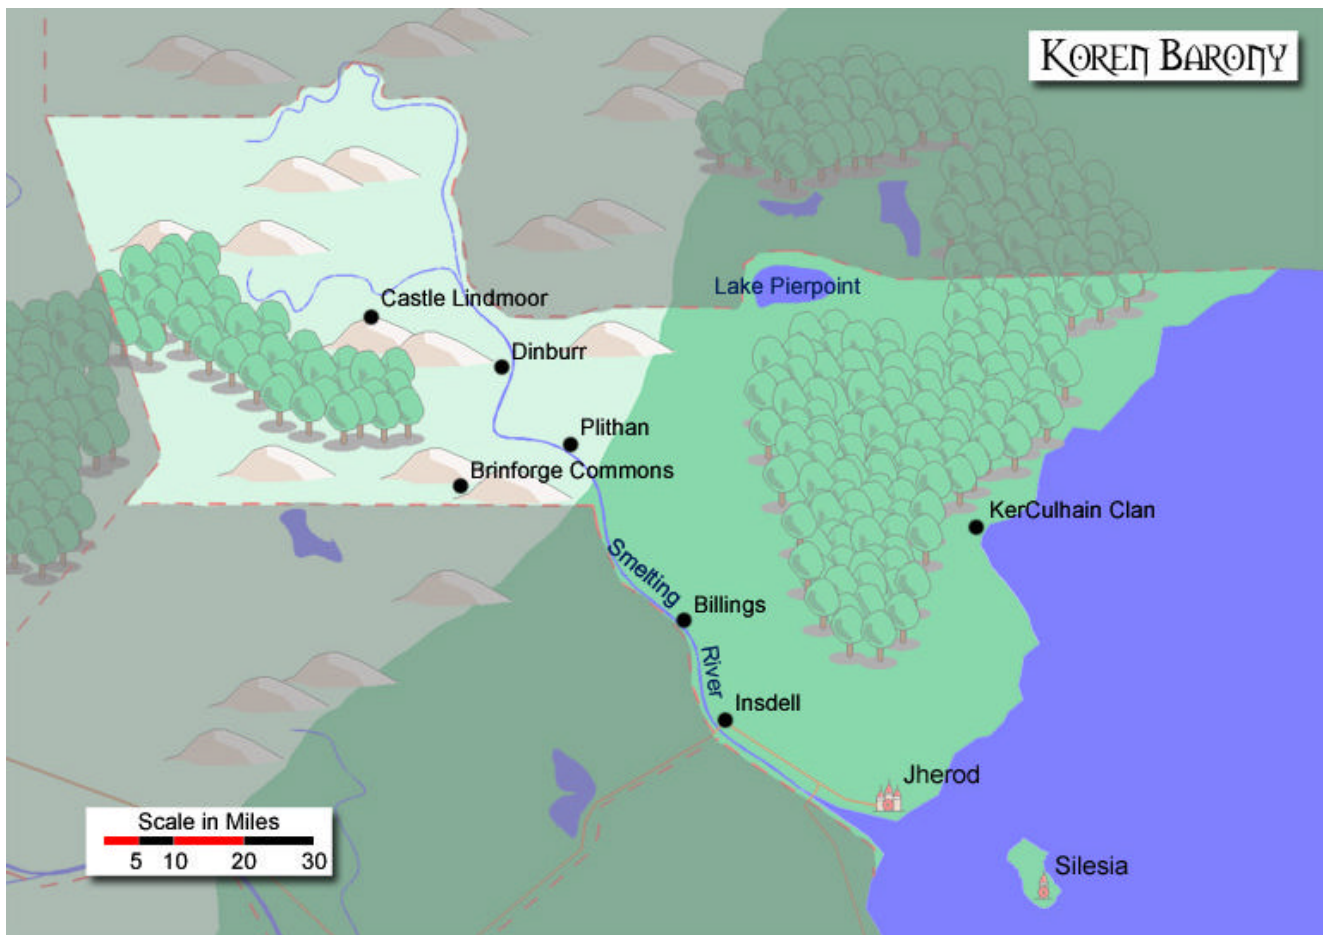 KOREN BARONY
Lake Pierpoint
Castle Lindmoor
Dinburr
Plithan
Brinforge Commons
KerCulhain Clan
Smelting
Billings
River
Insdell
Jherod
Scale in Miles
5 10 20 30
Silesia